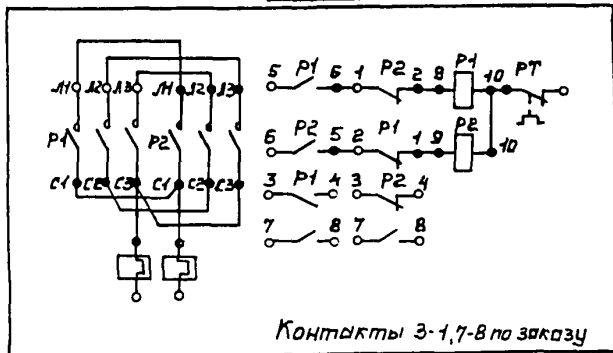 Л1 Л2 Л3 Л1 Л2 Л3
Р1 Р2
С1 С2 С3 С1 С2 С3
5 Р1 6 1 Р2 2 8 Р1 10 РТ
6 Р2 5 2 Р1 1 9 Р2 10
3 Р1 4 3 Р2 4
7 8 7 8
Контакты 3-1,7-8 по заказу